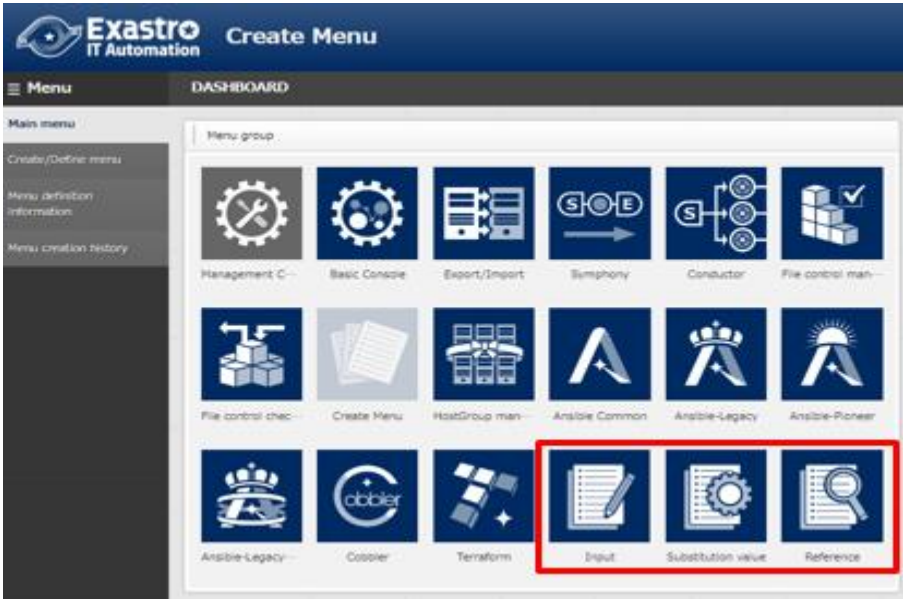 Exastro
IT Automation
Create Menu
Menu
DASHBOARD
Main menu
Create/Define menu
Menu definition
information
Menu creation history
Menu group
S E
S
Management C...
Basic Console
Export/Import
Symphony
Conductor
File control man...
File control chec...
Create Menu
HostGroup man...
Ansible Common
Ansible-Legacy
Ansible-Pioneer
Cobbler
Ansible-Legacy...
Cobbler
Terraform
Input
Substitution value
Reference